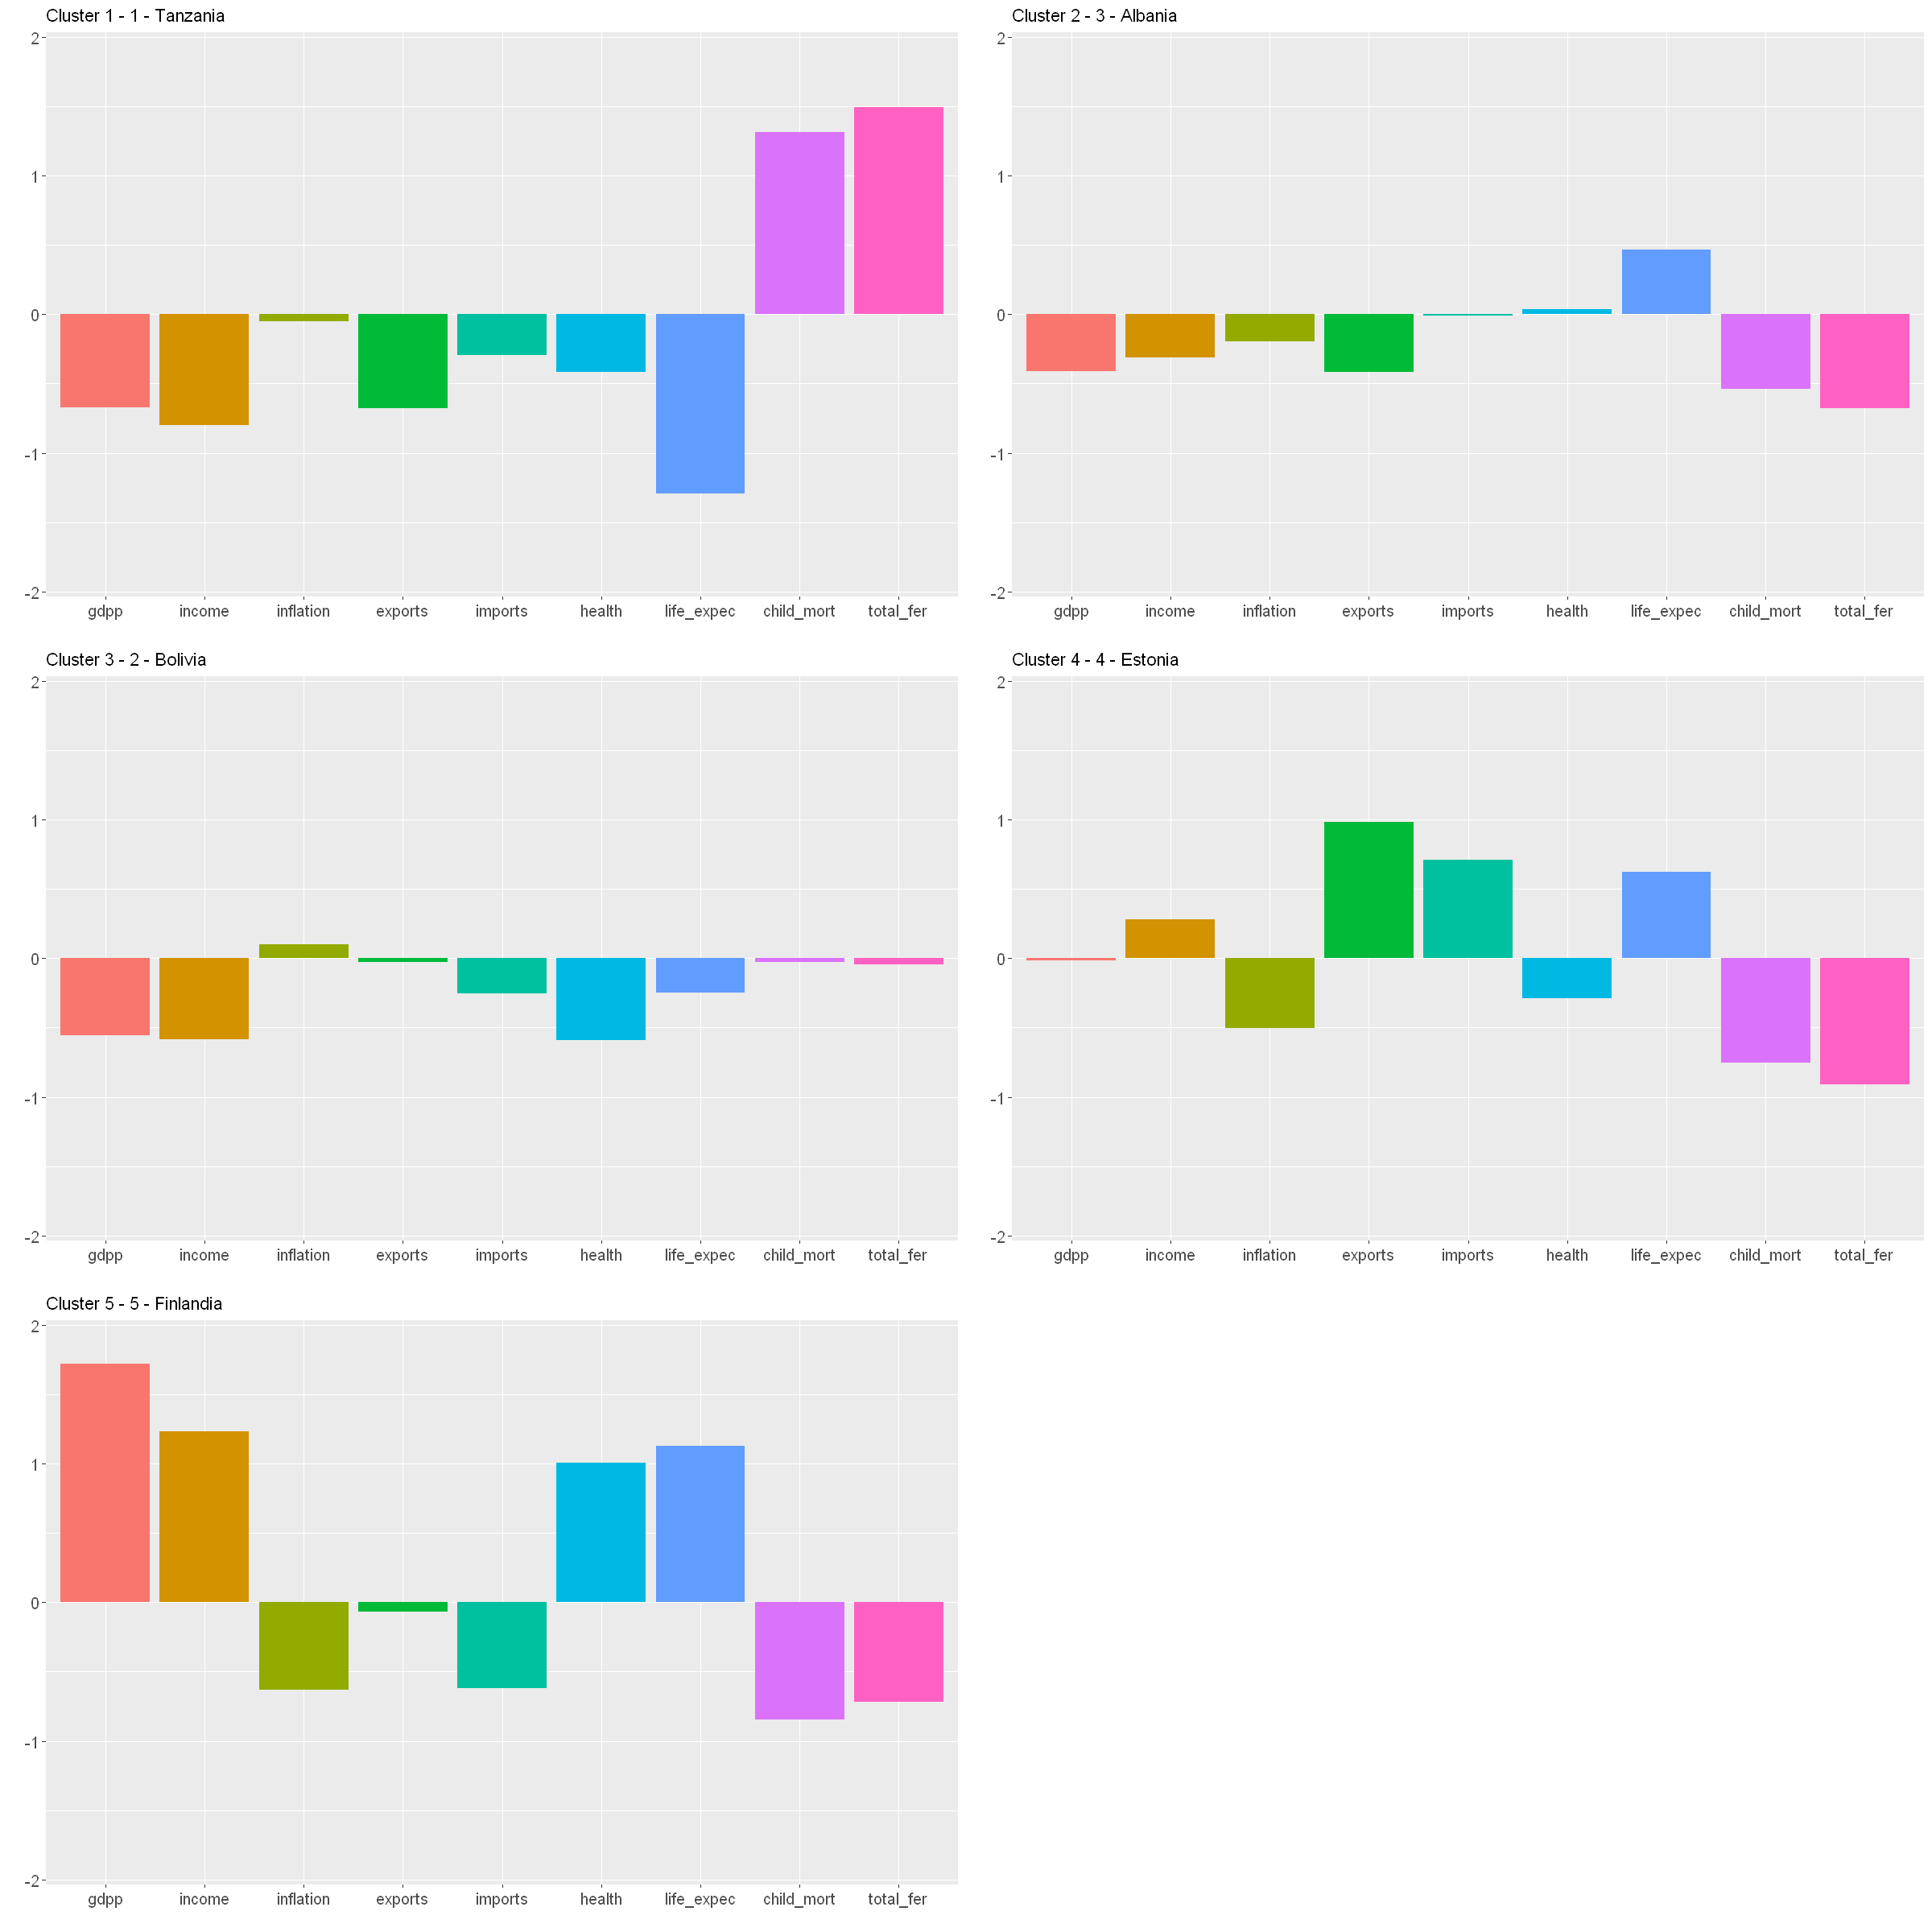 Cluster 1 - 1 - Tanzania
2
1
0
-1
-2
gdpp income inflation exports imports health life_expec child_mort total_fer
Cluster 2 - 3 - Albania
2
1
0
-1
-2
gdpp income inflation exports imports health life_expec child_mort total_fer
Cluster 3 - 2 - Bolivia
2
1
0
-1
-2
gdpp income inflation exports imports health life_expec child_mort total_fer
Cluster 4 - 4 - Estonia
2
1
0
-1
-2
gdpp income inflation exports imports health life_expec child_mort total_fer
Cluster 5 - 5 - Finlandia
2
1
0
-1
-2
gdpp income inflation exports imports health life_expec child_mort total_fer